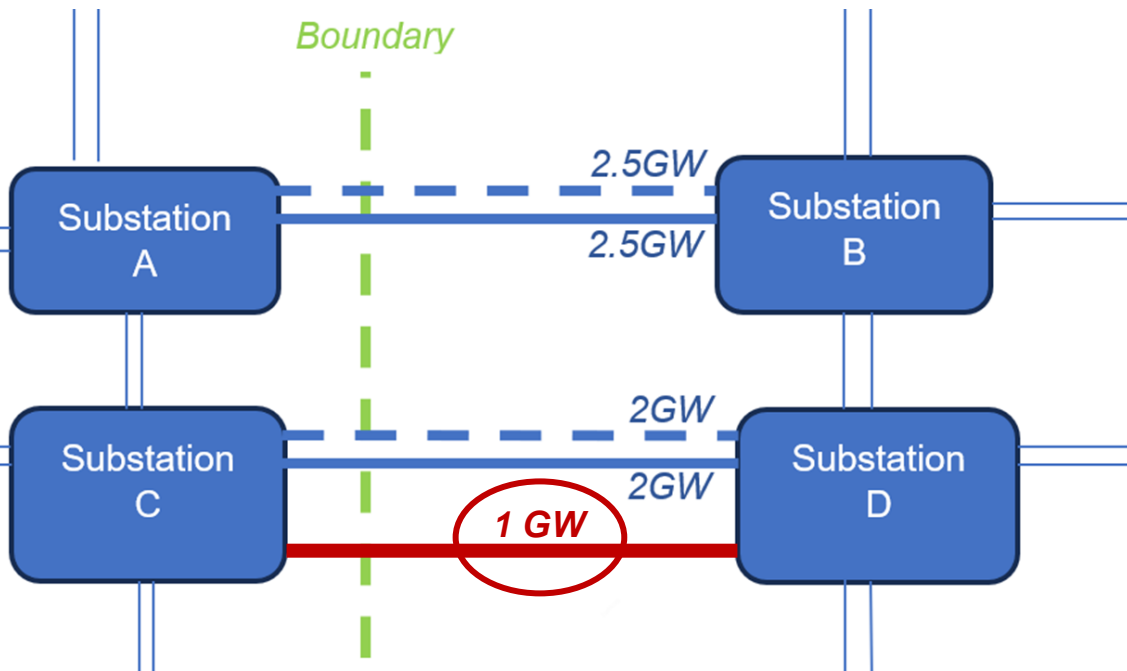 Boundary
2.5GW
Substation
A
2.5GW
Substation
B
2GW
Substation
C
2GW
Substation
D
1 GW